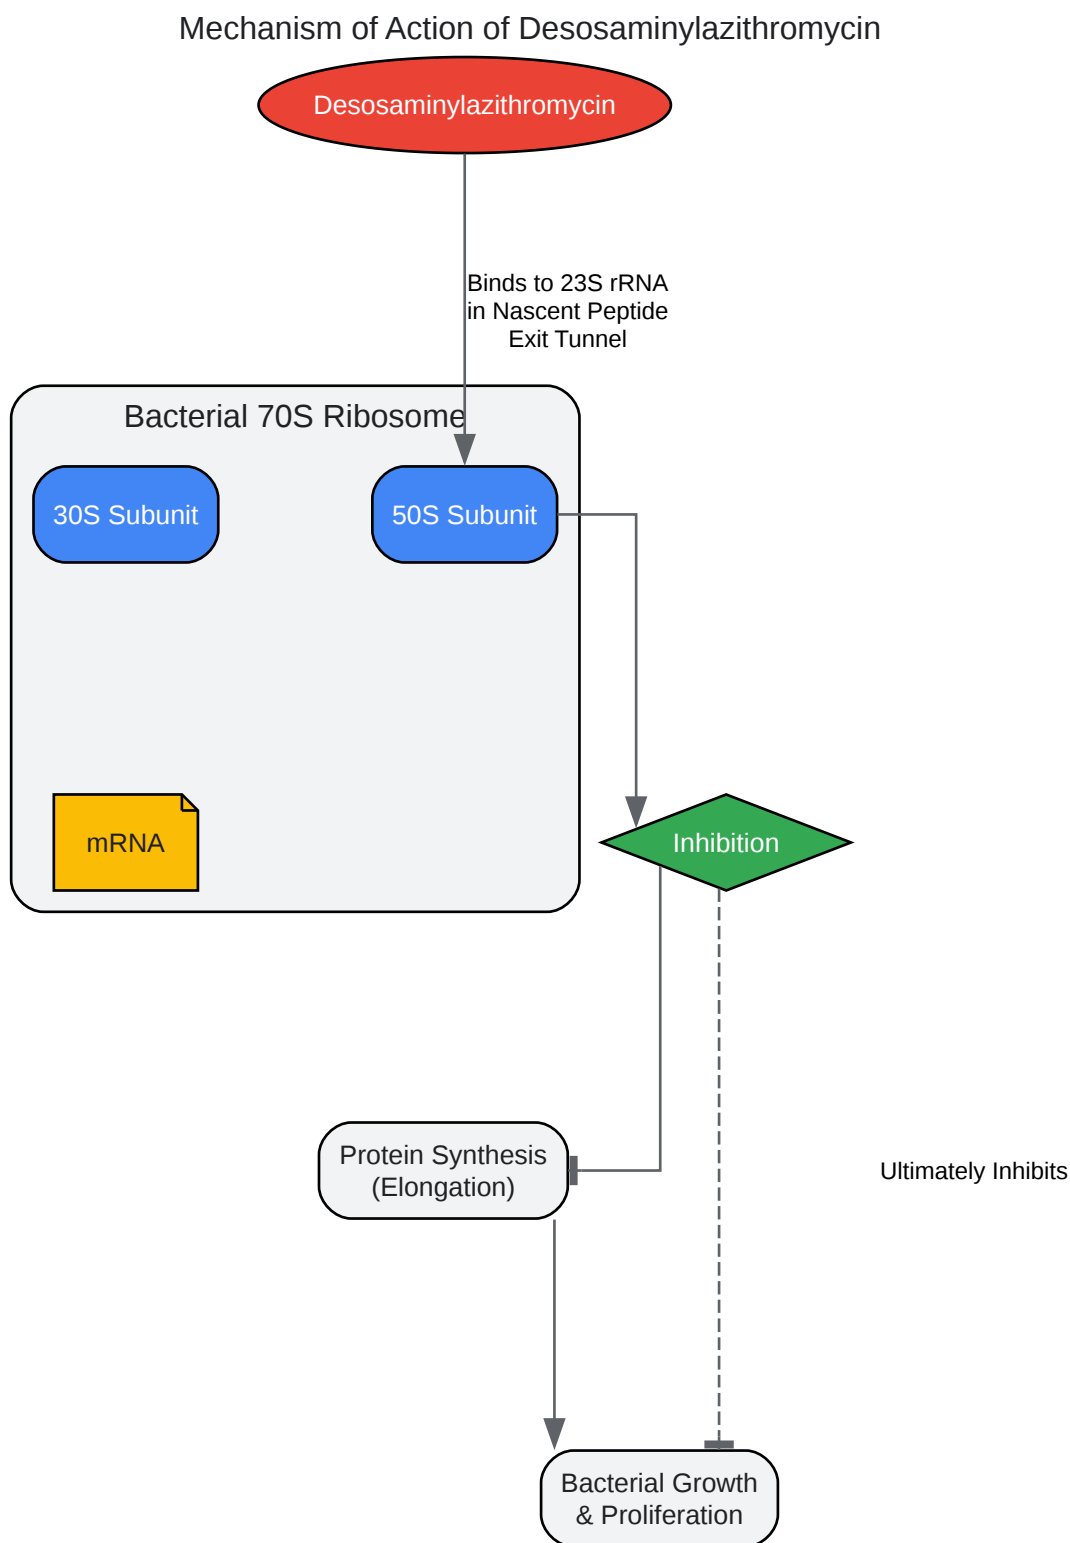 Mechanism of Action of Desosaminylazithromycin
Desosaminylazithromycin
Binds to 23S rRNA
in Nascent Peptide
Exit Tunnel
Bacterial 70S Ribosome
30S Subunit
50S Subunit
mRNA
Inhibition
Protein Synthesis
(Elongation)
Ultimately Inhibits
Bacterial Growth
& Proliferation